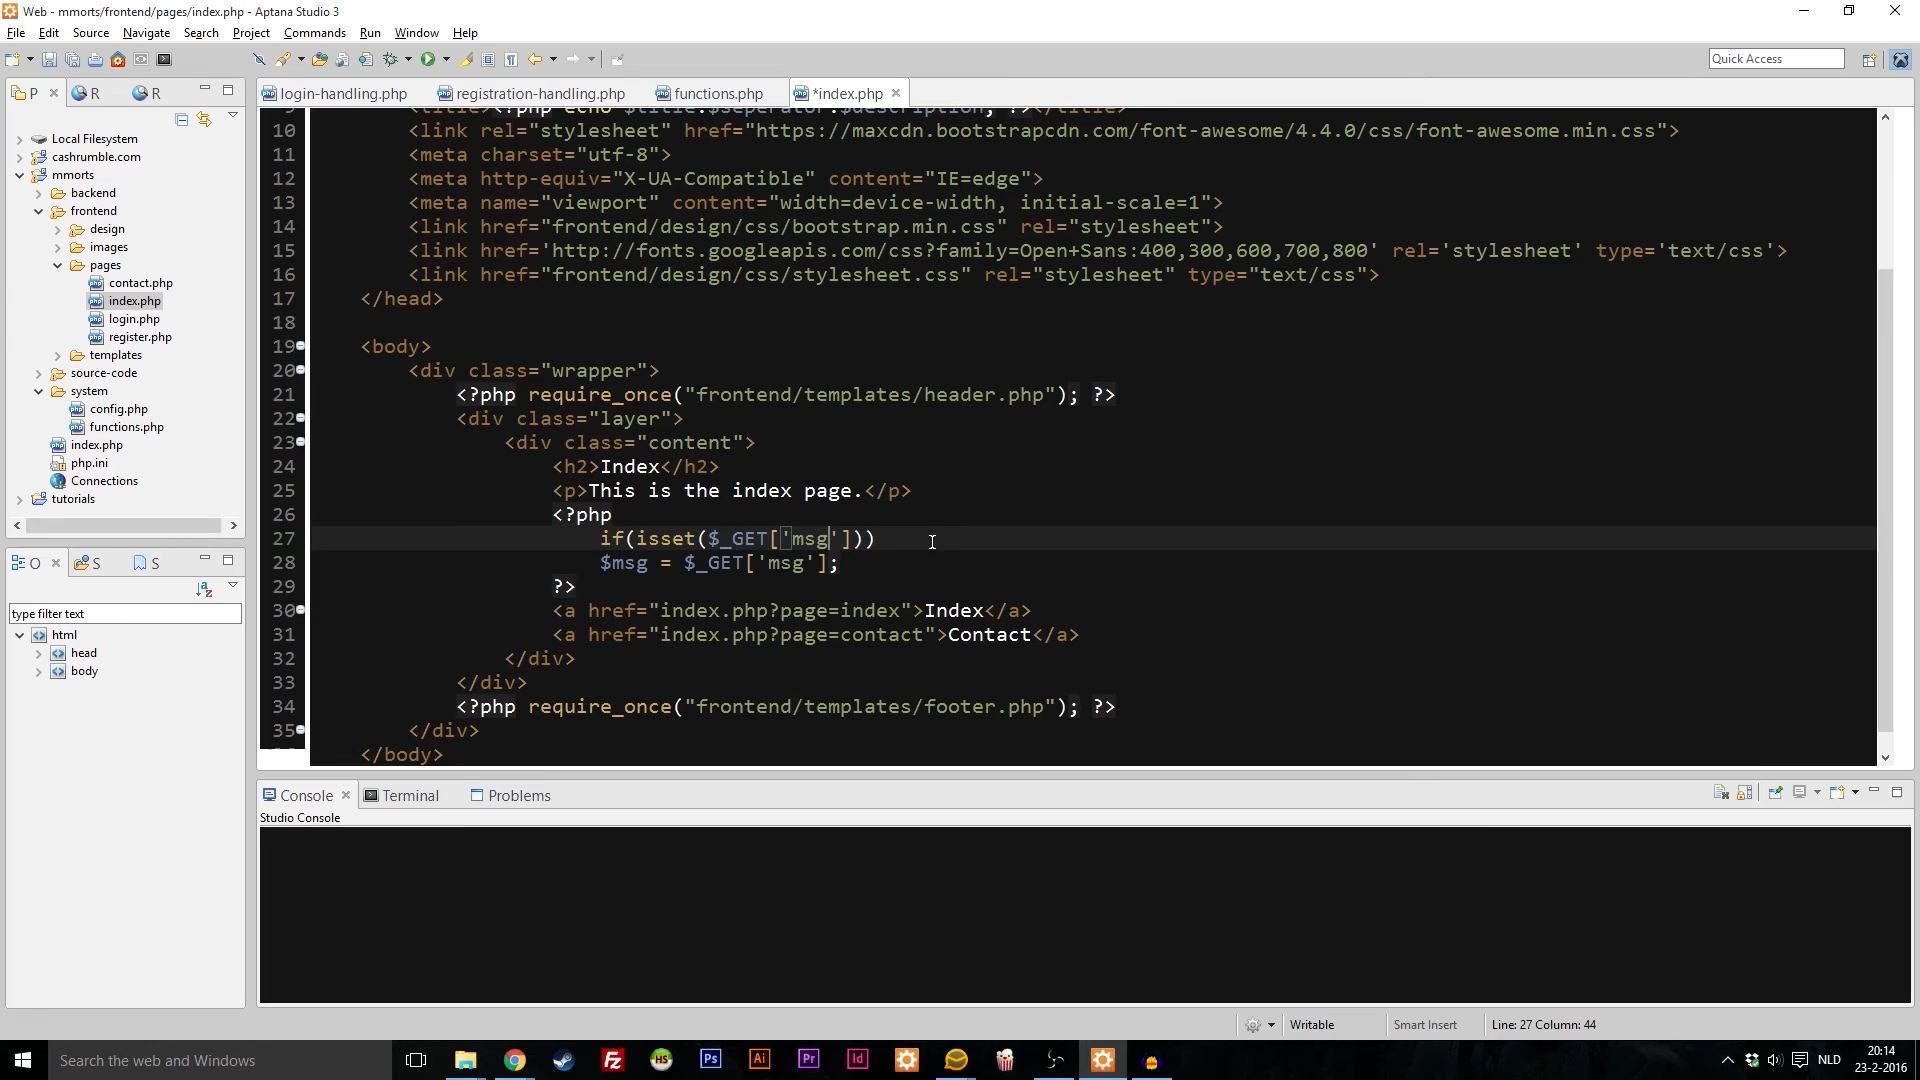 Web - mmorts/frontend/pages/index.php - Aptana Studio 3
File Edit Source Search Navigate Project Commands Run Window Help
Quick Access
P R R
login-handling.php registration-handling.php functions.php *index.php
Local Filesystem
cashrumble.com
mmorts
backend
frontend
design
images
pages
contact.php
index.php
login.php
register.php
templates
source-code
system
config.php
functions.php
index.php
php.ini
Connections
tutorials
9 <title><?php echo $title.$seperator.$description; ?></title>
10 <link rel="stylesheet" href="https://maxcdn.bootstrapcdn.com/font-awesome/4.4.0/css/font-awesome.min.css">
11 <meta charset="utf-8">
12 <meta http-equiv="X-UA-Compatible" content="IE=edge">
13 <meta name="viewport" content="width=device-width, initial-scale=1">
14 <link href="frontend/design/css/bootstrap.min.css" rel="stylesheet">
15 <link href='http://fonts.googleapis.com/css?family=Open+Sans:400,300,600,700,800' rel='stylesheet' type='text/css'>
16 <link href="frontend/design/css/stylesheet.css" rel="stylesheet" type="text/css">
17 </head>
18
19 <body>
20 <div class="wrapper">
21 <?php require_once("frontend/templates/header.php"); ?>
22 <div class="layer">
23 <div class="content">
24 <h2>Index</h2>
25 <p>This is the index page.</p>
26 <?php
27 if(isset($_GET['msg']))
28 $msg = $_GET['msg'];
29 ?>
30 <a href="index.php?page=index">Index</a>
31 <a href="index.php?page=contact">Contact</a>
32 </div>
33 </div>
34 <?php require_once("frontend/templates/footer.php"); ?>
35 </div>
</body>
O S S
type filter text
html
head
body
Console Terminal Problems
Studio Console
Writable Smart Insert Line: 27 Column: 44
Search the web and Windows
HS Ps Ai Pr Id
NLD
20:14
23-2-2016